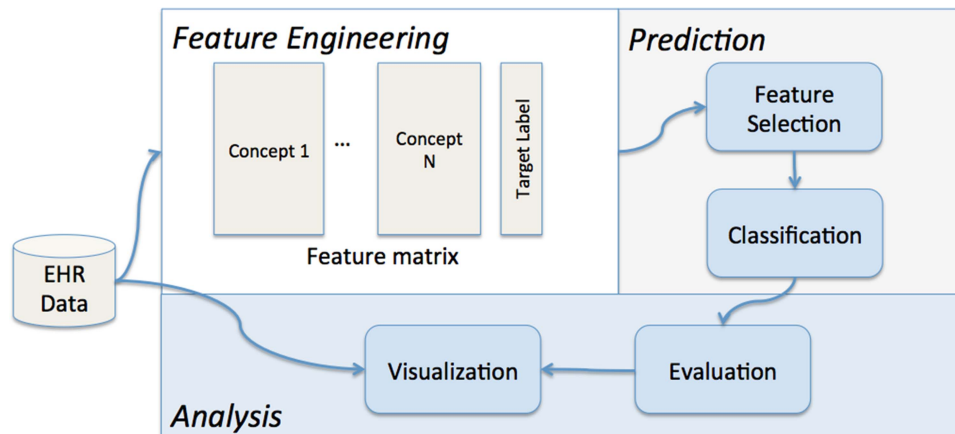 Feature Engineering
Prediction
Concept 1
...
Concept
N
Target Label
Feature matrix
Feature
Selection
Classification
EHR
Data
Visualization
Evaluation
Analysis